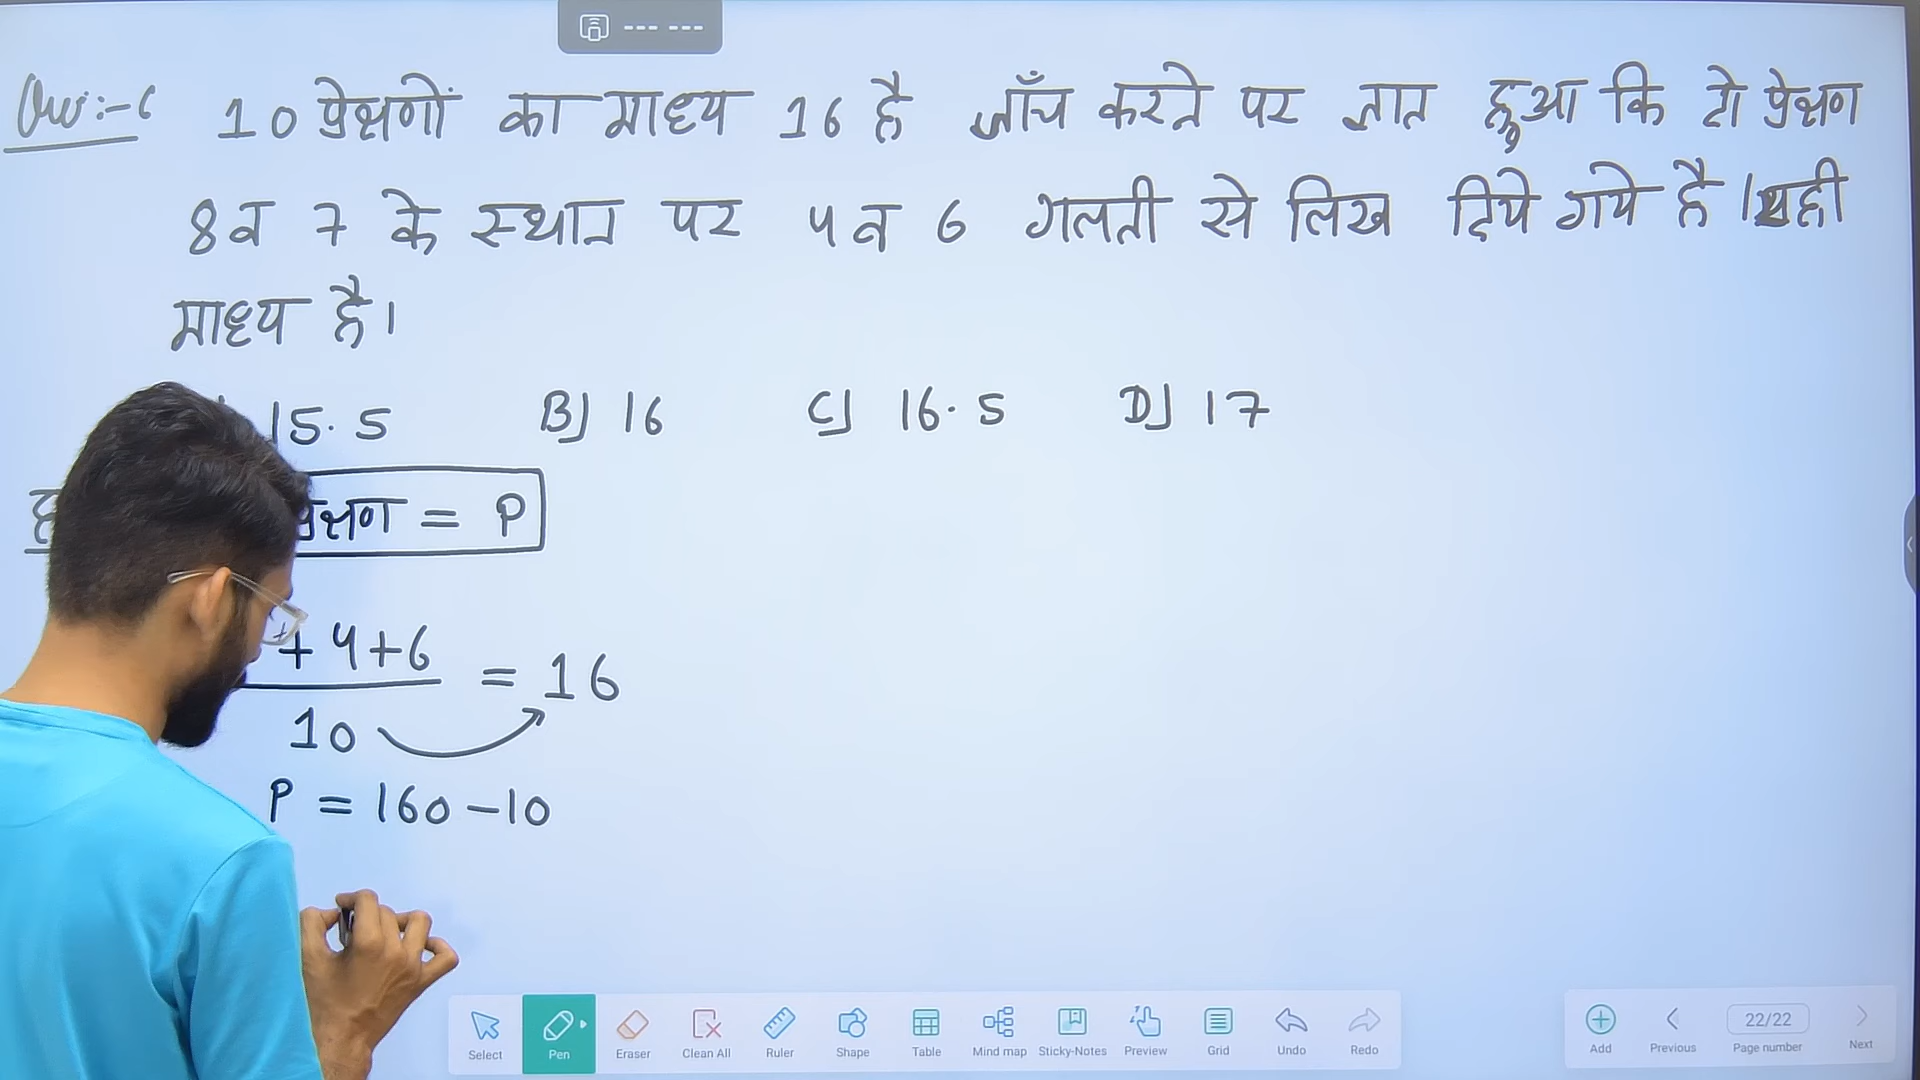 Que:-6 10 प्रेक्षणों का माध्य 16 है जाँच करने पर ज्ञात हुआ कि दो प्रेक्षण
8 व 7 के स्थान पर 4 व 6 गलती से लिख दिये गये है। सही
माध्य है।
15.5 B) 16 C) 16.5 D) 17
प्रेक्षण = P
+ 4+6
= 16
10
P = 160 - 10
Select Pen Eraser Clean All Ruler Shape Table Mind map Sticky-Notes Preview Grid Undo Redo Add Previous 22/22 Page number Next